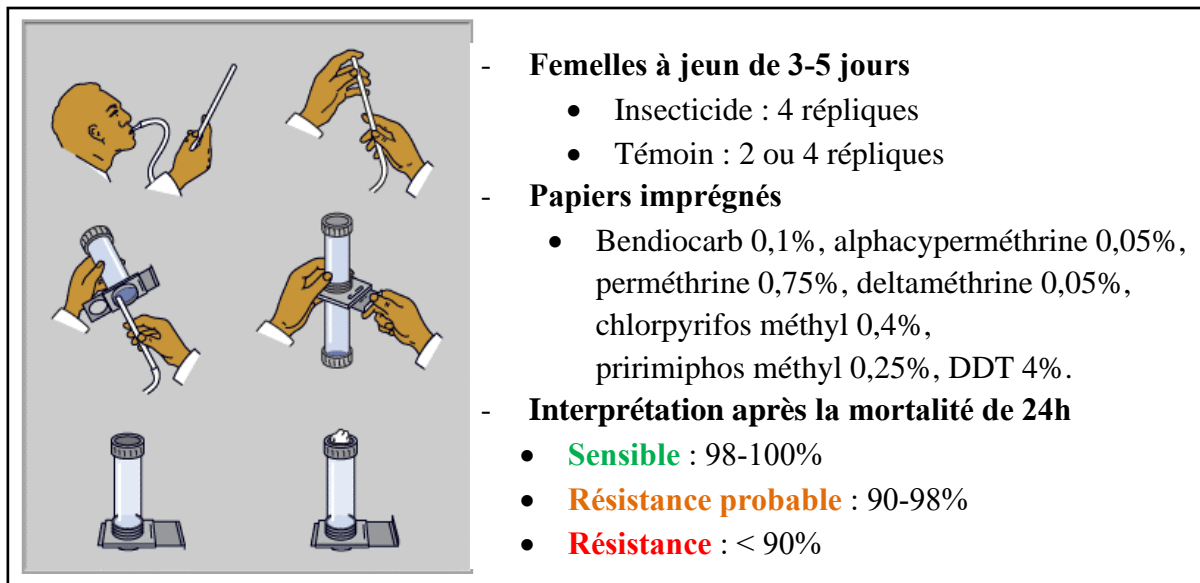 - Femelles à jeun de 3-5 jours
• Insecticide : 4 répliques
• Témoin : 2 ou 4 répliques
- Papiers imprégnés
• Bendiocarb 0,1%, alphacyperméthrine 0,05%,
perméthrine 0,75%, deltaméthrine 0,05%,
chlorpyrifos méthyl 0,4%,
pririmiphos méthyl 0,25%, DDT 4%.
- Interprétation après la mortalité de 24h
• Sensible : 98-100%
• Résistance probable : 90-98%
• Résistance : < 90%